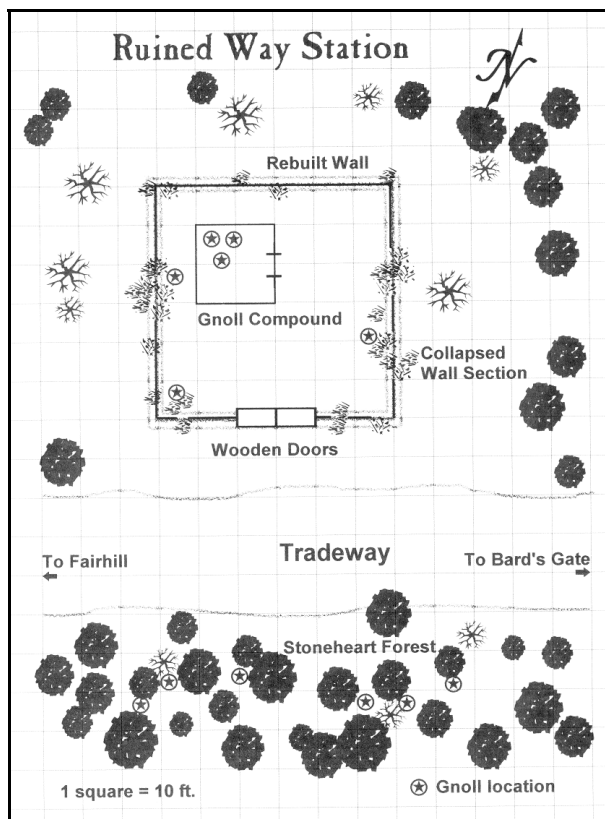 Ruined Way Station
N
Rebuilt Wall
Gnoll Compound
Collapsed
Wall Section
Wooden Doors
To Fairhill
Tradeway
To Bard's Gate
Stoneheart Forest
1 square = 10 ft.
Gnoll location